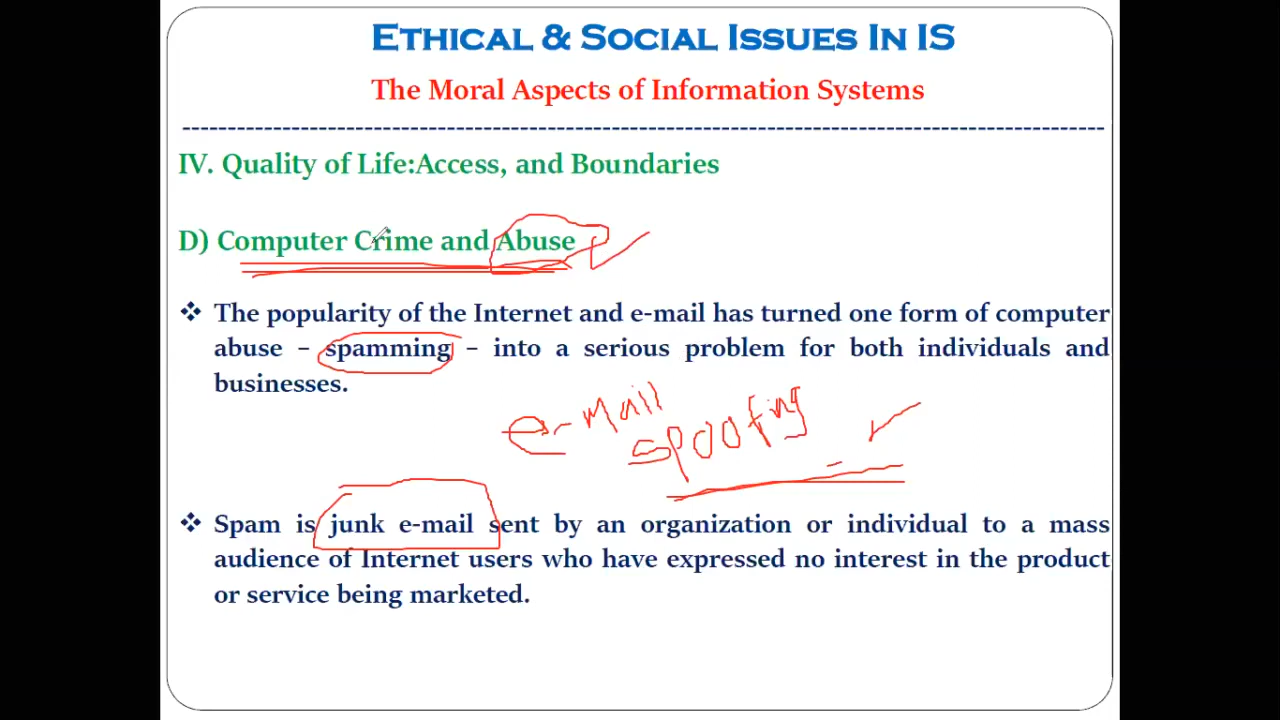 ETHICAL & SOCIAL ISSUES IN IS
The Moral Aspects of Information Systems
IV. Quality of Life:Access, and Boundaries
D) Computer Crime and Abuse
❖ The popularity of the Internet and e-mail has turned one form of computer
abuse – spamming – into a serious problem for both individuals and
businesses.
e-mail
spoofing
❖ Spam is junk e-mail sent by an organization or individual to a mass
audience of Internet users who have expressed no interest in the product
or service being marketed.